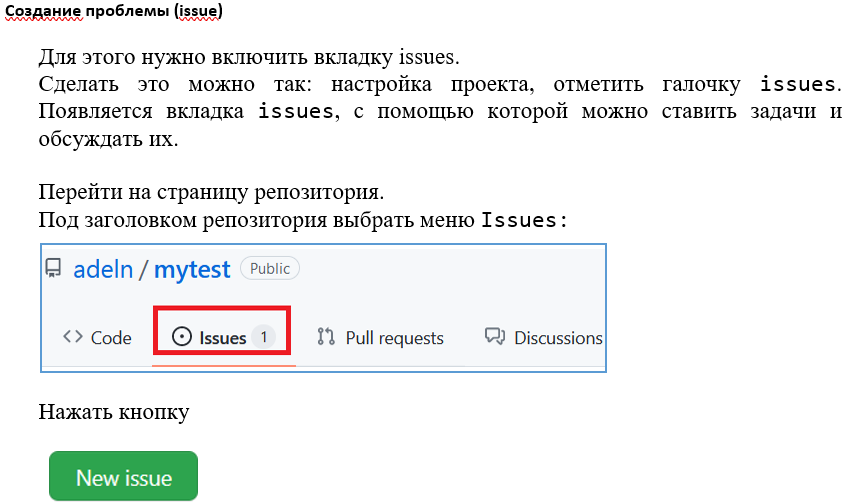 Создание проблемы (issue)
Для этого нужно включить вкладку issues.
Сделать это можно так: настройка проекта, отметить галочку issues.
Появляется вкладка issues, с помощью которой можно ставить задачи и
обсуждать их.
Перейти на страницу репозитория.
Под заголовком репозитория выбрать меню Issues:
adeln / mytest Public
Code Issues 1 Pull requests Discussions
Нажать кнопку
New issue